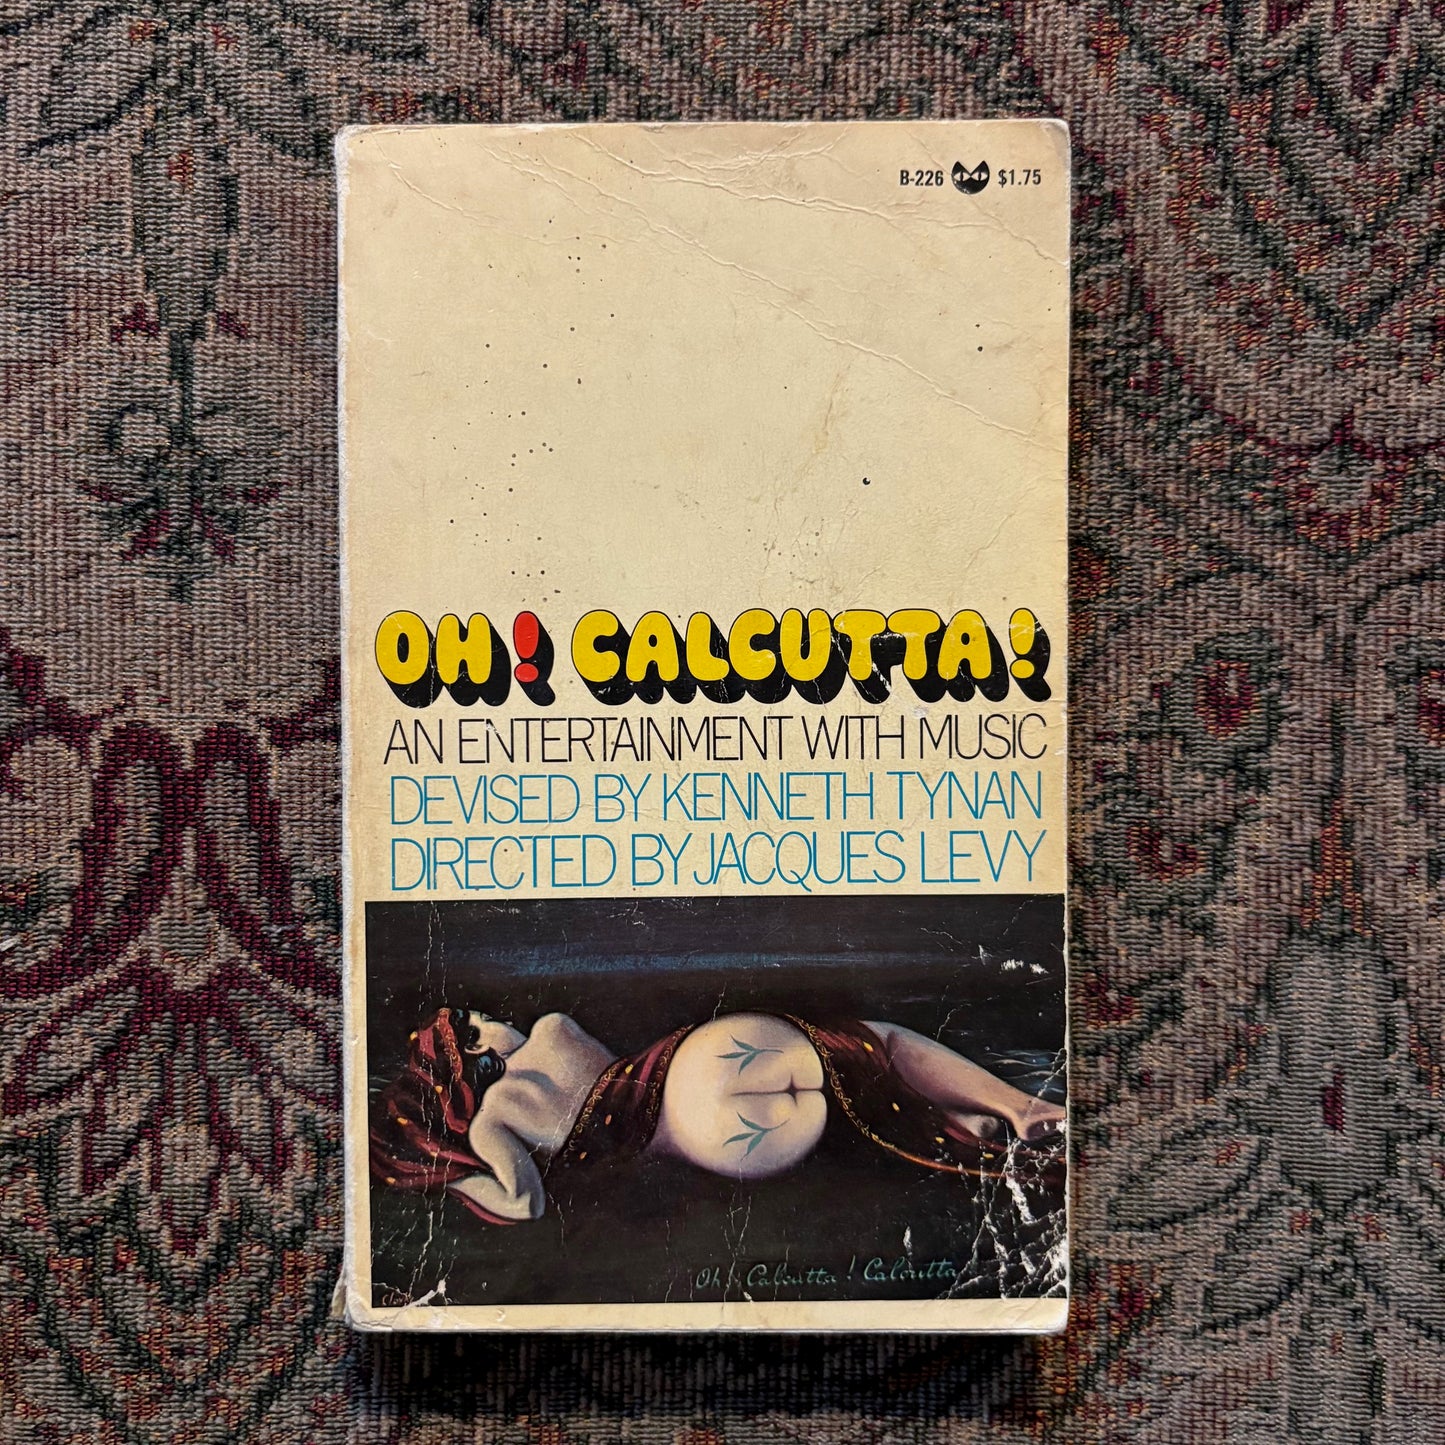 B-226 $1.75
OH! CALCUTTA!
AN ENTERTAINMENT WITH MUSIC
DEVISED BY KENNETH TYNAN
DIRECTED BY JACQUES LEVY
Oh! Calcutta! Calcutta